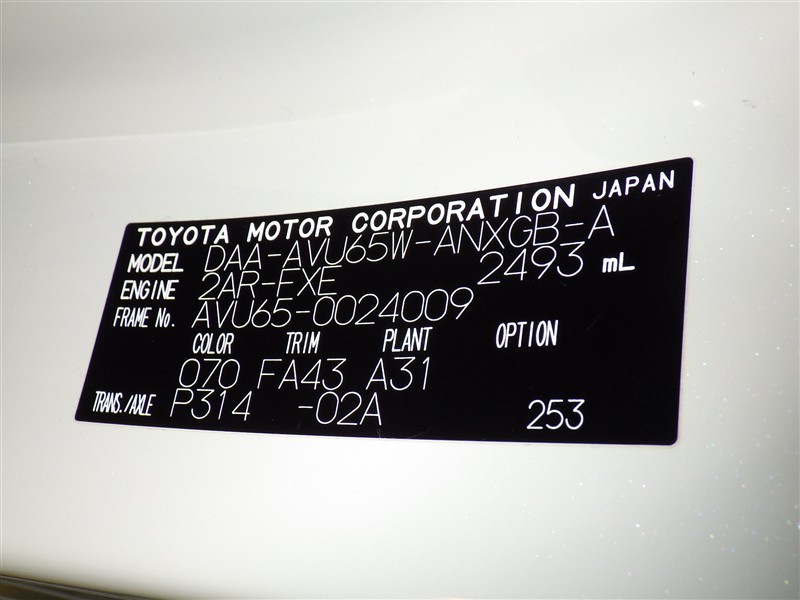 TOYOTA MOTOR CORPORATION JAPAN
MODEL DAA-AVU65W-ANXGB-A
ENGINE 2AR-FXE 2493 mL
FRAME No. AVU65-0024009
COLOR TRIM PLANT OPTION
070 FA43 A31
TRANS./AXLE P314 -02A 253